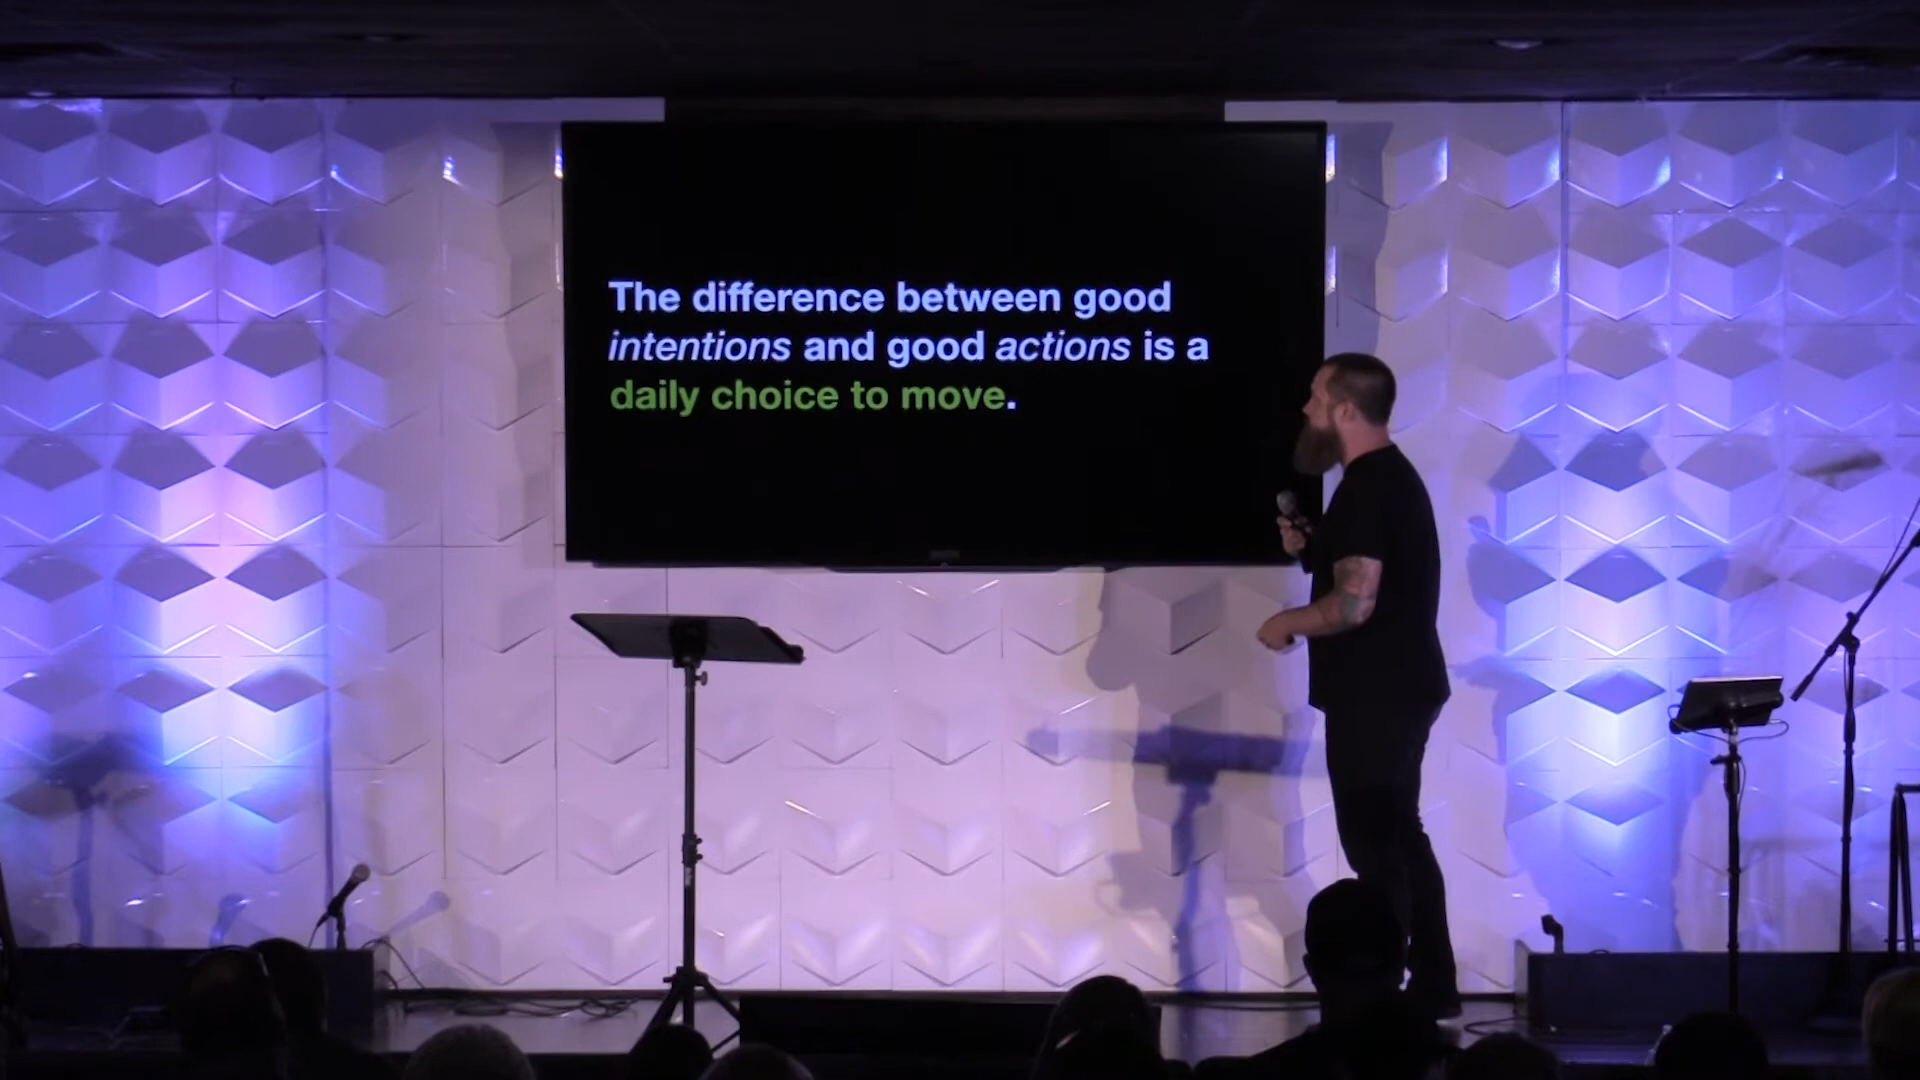 The difference between good
intentions and good actions is a
daily choice to move.